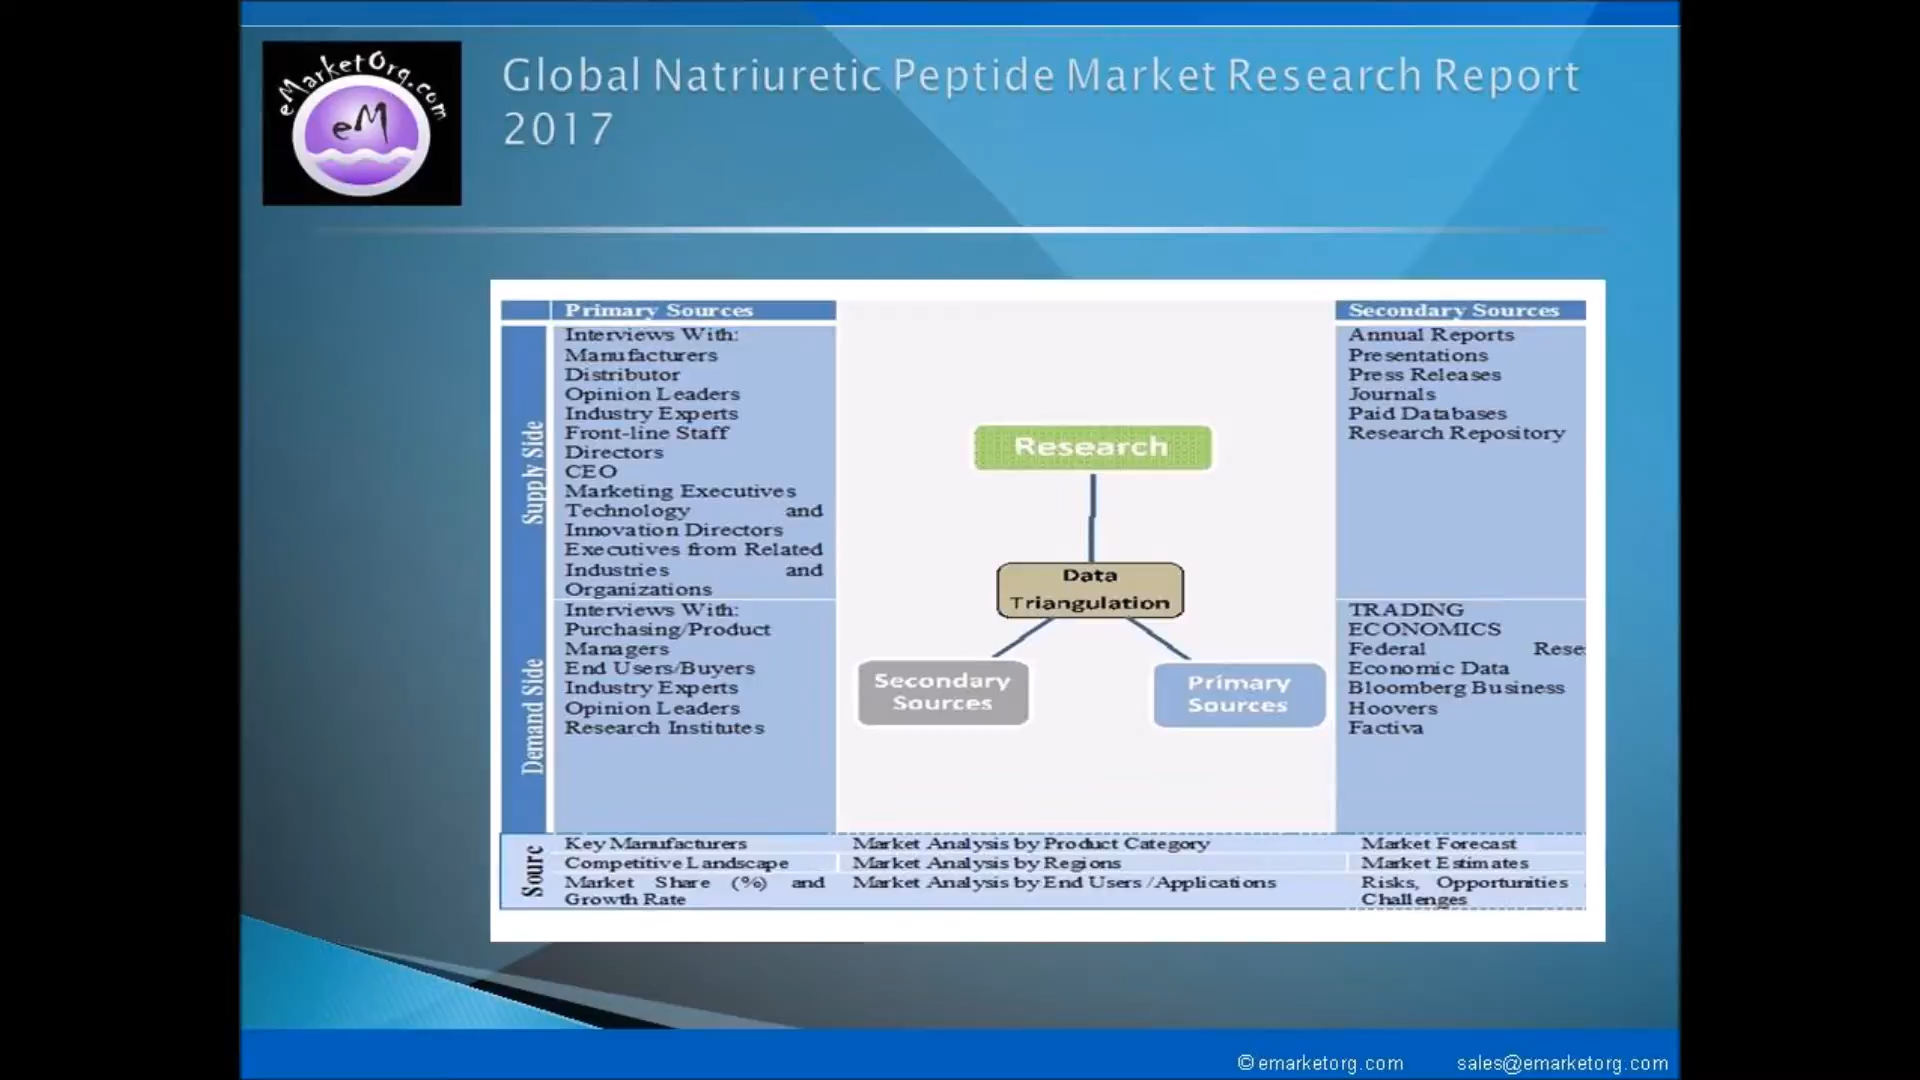 eMarketOrg.com
eM
Global Natriuretic Peptide Market Research Report
2017
Primary Sources
Secondary Sources
Supply Side
Interviews With:
Manufacturers
Distributor
Opinion Leaders
Industry Experts
Front-line Staff
Directors
CEO
Marketing Executives
Technology and
Innovation Directors
Executives from Related
Industries and
Organizations
Annual Reports
Presentations
Press Releases
Journals
Paid Databases
Research Repository
Research
Data
Triangulation
Secondary
Sources
Primary
Sources
Demand Side
Interviews With:
Purchasing/Product
Managers
End Users/Buyers
Industry Experts
Opinion Leaders
Research Institutes
TRADING
ECONOMICS
Federal Rese
Economic Data
Bloomberg Business
Hoovers
Factiva
Sourc
Key Manufacturers
Competitive Landscape
Market Share (%) and
Growth Rate
Market Analysis by Product Category
Market Analysis by Regions
Market Analysis by End Users /Applications
Market Forecast
Market Estimates
Risks, Opportunities
Challenges
© emarketorg.com sales@emarketorg.com